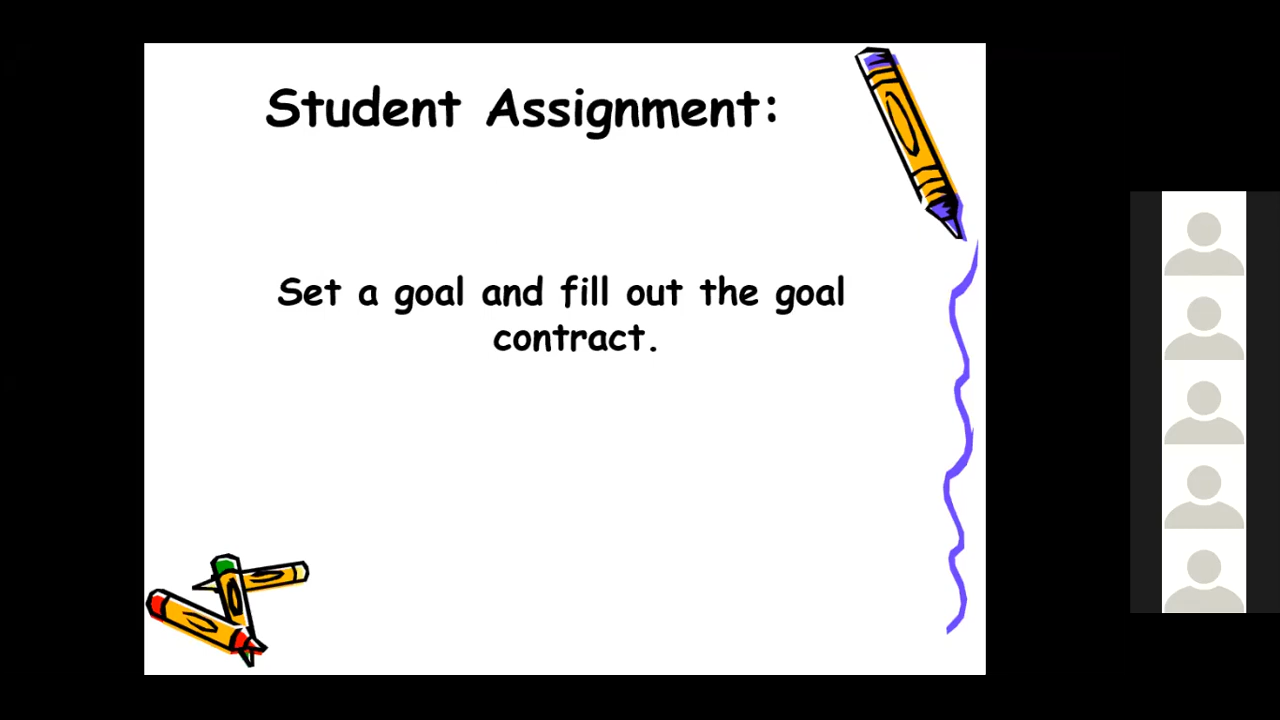 Student Assignment:
Set a goal and fill out the goal
contract.